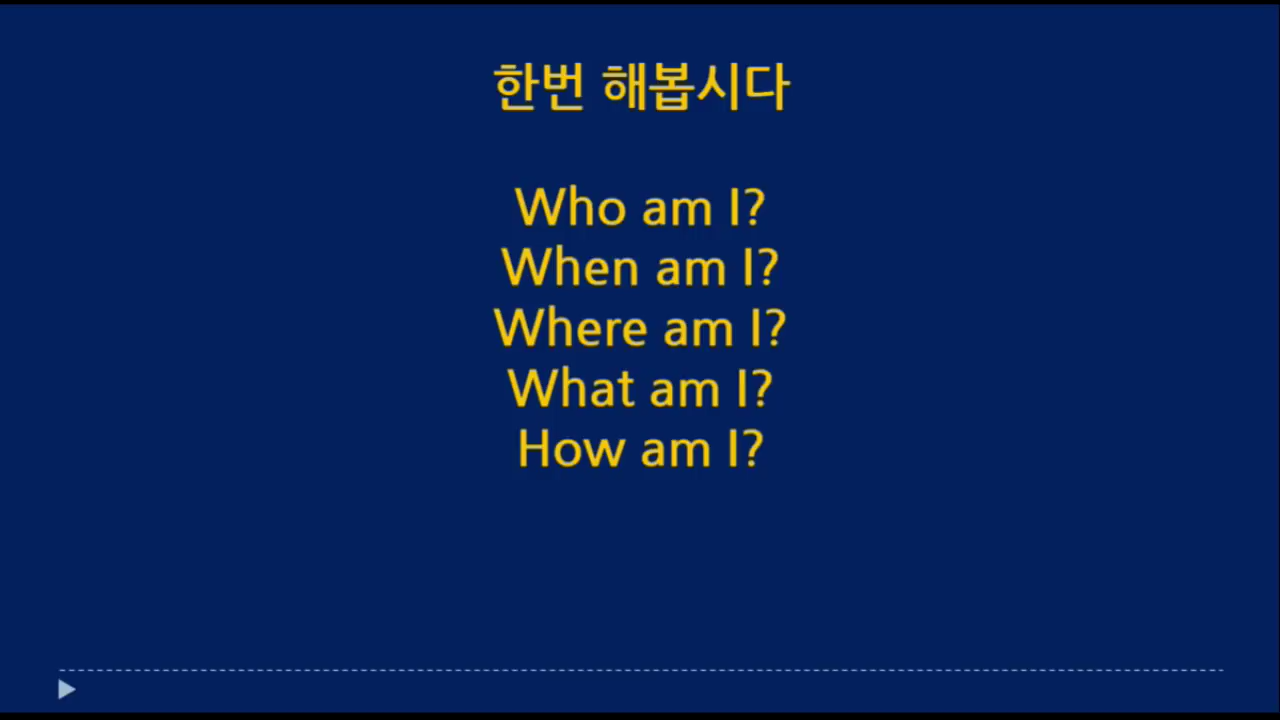 한번 해봅시다
Who am I?
When am I?
Where am I?
What am I?
How am I?